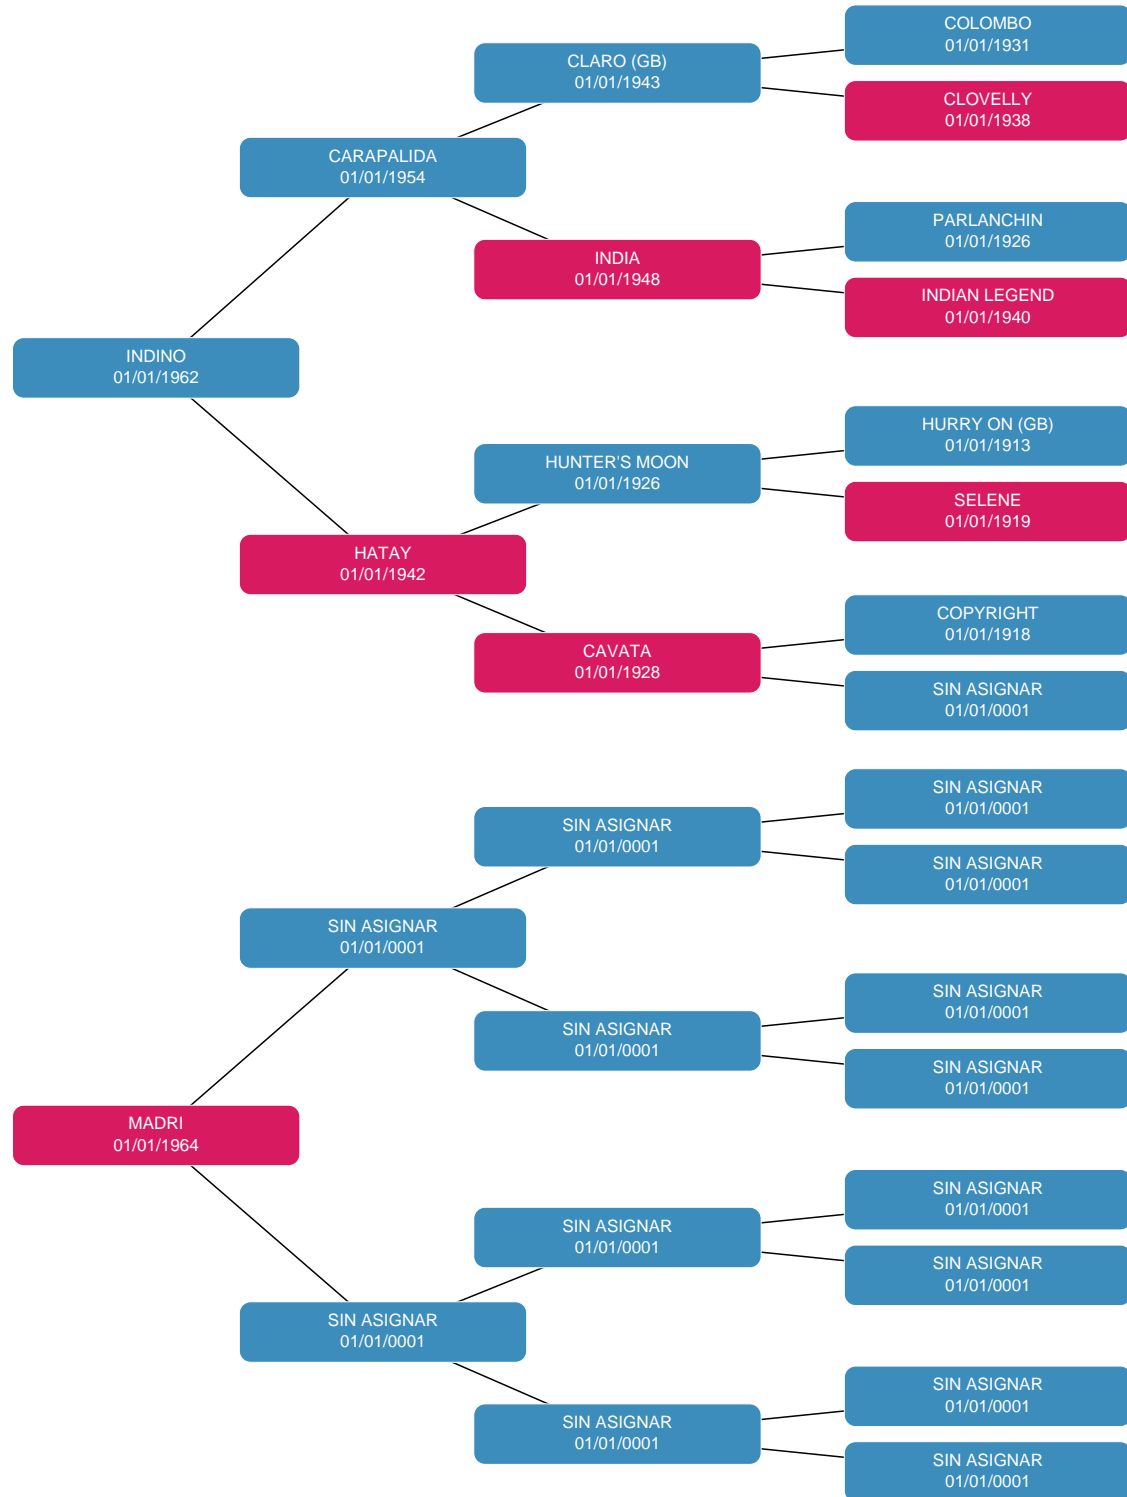 COLOMBO
01/01/1931
CLARO (GB)
01/01/1943
CLOVELLY
01/01/1938
CARAPALIDA
01/01/1954
PARLANCHIN
01/01/1926
INDIA
01/01/1948
INDIAN LEGEND
01/01/1940
INDINO
01/01/1962
HURRY ON (GB)
01/01/1913
HUNTER'S MOON
01/01/1926
SELENE
01/01/1919
HATAY
01/01/1942
COPYRIGHT
01/01/1918
CAVATA
01/01/1928
SIN ASIGNAR
01/01/0001
SIN ASIGNAR
01/01/0001
SIN ASIGNAR
01/01/0001
SIN ASIGNAR
01/01/0001
SIN ASIGNAR
01/01/0001
SIN ASIGNAR
01/01/0001
SIN ASIGNAR
01/01/0001
SIN ASIGNAR
01/01/0001
MADRI
01/01/1964
SIN ASIGNAR
01/01/0001
SIN ASIGNAR
01/01/0001
SIN ASIGNAR
01/01/0001
SIN ASIGNAR
01/01/0001
SIN ASIGNAR
01/01/0001
SIN ASIGNAR
01/01/0001
SIN ASIGNAR
01/01/0001